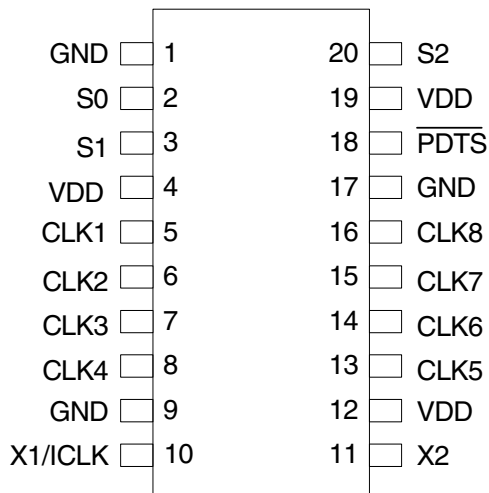 GND 1 20 S2
S0 2 19 VDD
S1 3 18 P̅D̅T̅S̅
VDD 4 17 GND
CLK1 5 16 CLK8
CLK2 6 15 CLK7
CLK3 7 14 CLK6
CLK4 8 13 CLK5
GND 9 12 VDD
X1/ICLK 10 11 X2